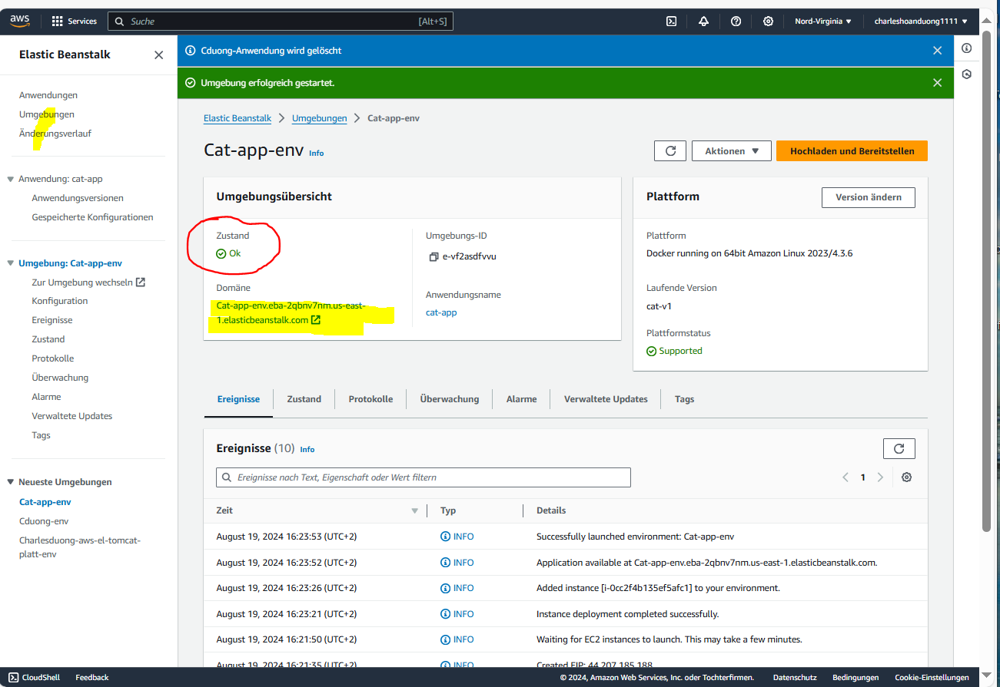 aws
Services
Suche
[Alt+S]
Nord-Virginia
charleshoanduong1111
Elastic Beanstalk
Anwendungen
Umgebungen
Änderungsverlauf
Anwendung: cat-app
Anwendungsversionen
Gespeicherte Konfigurationen
Umgebung: Cat-app-env
Zur Umgebung wechseln
Konfiguration
Ereignisse
Zustand
Protokolle
Überwachung
Alarme
Verwaltete Updates
Tags
Neueste Umgebungen
Cat-app-env
Cduong-env
Charlesduong-aws-el-tomcat-
platt-env
Cduong-Anwendung wird gelöscht
Umgebung erfolgreich gestartet.
Elastic Beanstalk > Umgebungen > Cat-app-env
Cat-app-env Info
Aktionen
Hochladen und Bereitstellen
Umgebungsübersicht
Zustand
Ok
Domäne
Cat-app-env.eba-2qbnv7nm.us-east-
1.elasticbeanstalk.com
Umgebungs-ID
e-vf2asdfvvu
Anwendungsname
cat-app
Plattform
Version ändern
Plattform
Docker running on 64bit Amazon Linux 2023/4.3.6
Laufende Version
cat-v1
Plattformstatus
Supported
Ereignisse Zustand Protokolle Überwachung Alarme Verwaltete Updates Tags
Ereignisse (10) Info
Ereignisse nach Text, Eigenschaft oder Wert filtern
1
Zeit Typ Details
August 19, 2024 16:23:53 (UTC+2) INFO Successfully launched environment: Cat-app-env
August 19, 2024 16:23:52 (UTC+2) INFO Application available at Cat-app-env.eba-2qbnv7nm.us-east-1.elasticbeanstalk.com.
August 19, 2024 16:23:26 (UTC+2) INFO Added instance [i-0cc2f4b135ef5afc1] to your environment.
August 19, 2024 16:23:21 (UTC+2) INFO Instance deployment completed successfully.
August 19, 2024 16:21:50 (UTC+2) INFO Waiting for EC2 instances to launch. This may take a few minutes.
August 19, 2024 16:21:35 (UTC+2) INFO Created EIP: 44.207.185.188
CloudShell Feedback
© 2024, Amazon Web Services, Inc. oder Tochterfirmen. Datenschutz Bedingungen Cookie-Einstellungen